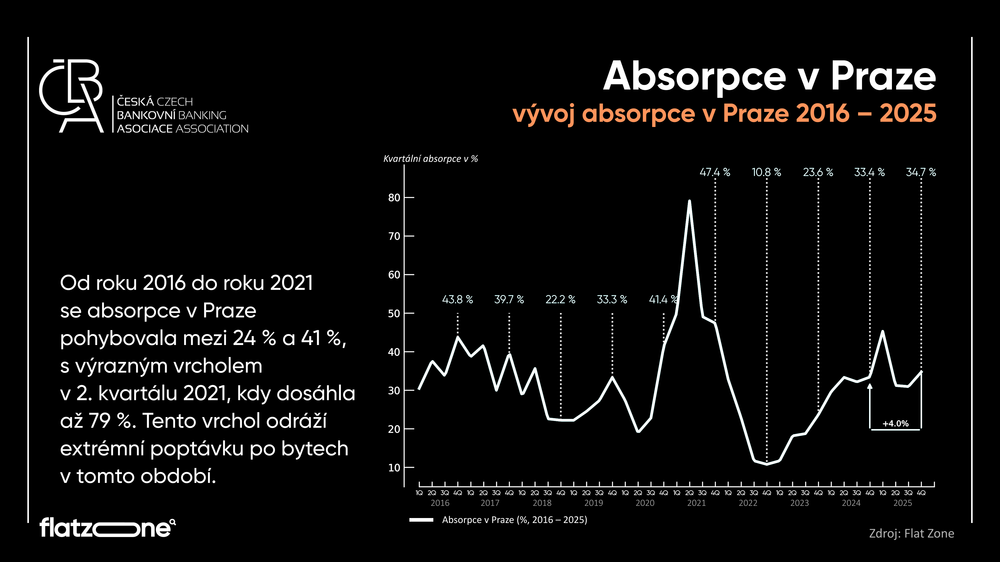 ČBA
ČESKÁ CZECH
BANKOVNÍ BANKING
ASOCIACE ASSOCIATION
Absorpce v Praze
vývoj absorpce v Praze 2016 – 2025
Od roku 2016 do roku 2021
se absorpce v Praze
pohybovala mezi 24 % a 41 %,
s výrazným vrcholem
v 2. kvartálu 2021, kdy dosáhla
až 79 %. Tento vrchol odráží
extrémní poptávku po bytech
v tomto období.
Kvartální absorpce v %
47.4 % 10.8 % 23.6 % 33.4 % 34.7 %
80
70
60
43.8 % 39.7 % 22.2 % 33.3 % 41.4 %
50
40
30
20
+4.0%
10
1Q 2Q 3Q 4Q 1Q 2Q 3Q 4Q 1Q 2Q 3Q 4Q 1Q 2Q 3Q 4Q 1Q 2Q 3Q 4Q 1Q 2Q 3Q 4Q 1Q 2Q 3Q 4Q 1Q 2Q 3Q 4Q 1Q 2Q 3Q 4Q 1Q 2Q 3Q 4Q
2016 2017 2018 2019 2020 2021 2022 2023 2024 2025
Absorpce v Praze (%, 2016 – 2025)
flatzone
Zdroj: Flat Zone